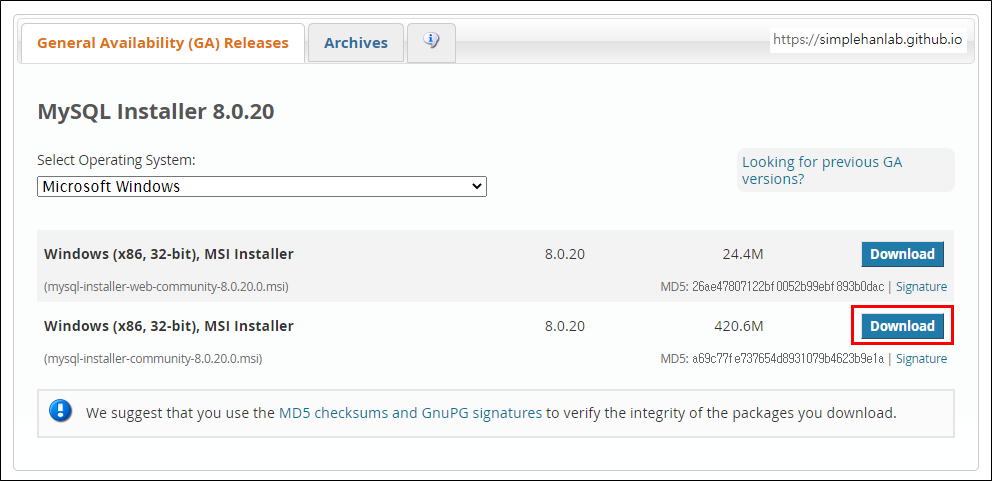 General Availability (GA) Releases
Archives
https://simplehanlab.github.io
MySQL Installer 8.0.20
Select Operating System:
Looking for previous GA
versions?
Microsoft Windows
Windows (x86, 32-bit), MSI Installer 8.0.20 24.4M Download
(mysql-installer-web-community-8.0.20.0.msi) MD5: 26ae47807122bf0052b99ebf893b0dac | Signature
Windows (x86, 32-bit), MSI Installer 8.0.20 420.6M Download
(mysql-installer-community-8.0.20.0.msi) MD5: a69c77fe737654d8931079b4623b9e1a | Signature
We suggest that you use the MD5 checksums and GnuPG signatures to verify the integrity of the packages you download.